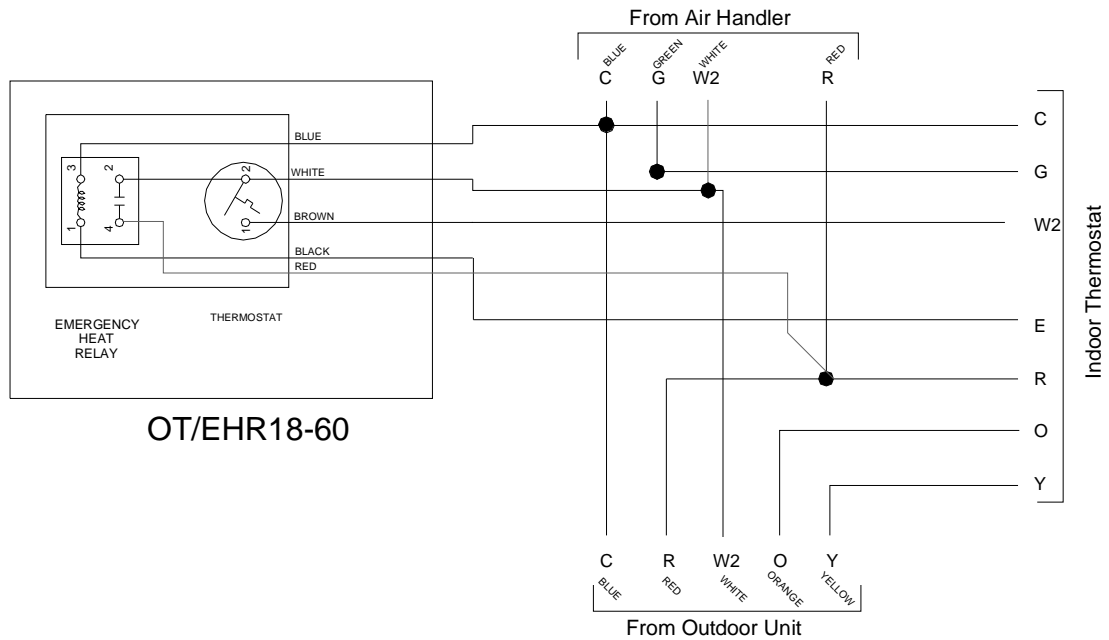 From Air Handler
BLUE GREEN WHITE RED
C G W2 R
C
G
W2
E
R
O
Y
Indoor Thermostat
BLUE
WHITE
BROWN
BLACK
RED
3 2
1 4
2
1
EMERGENCY
HEAT
RELAY
THERMOSTAT
OT/EHR18-60
C R W2 O Y
BLUE RED WHITE ORANGE YELLOW
From Outdoor Unit